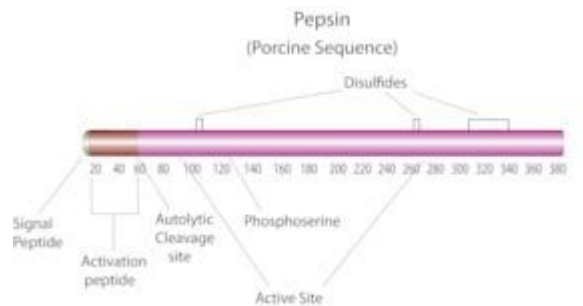 Pepsin
(Porcine Sequence)
Disulfides
20 40 60 80 100 120 140 160 180 200 220 240 260 280 300 320 340 360 380
Signal
Peptide
Activation
peptide
Autolytic
Cleavage
site
Phosphoserine
Active Site